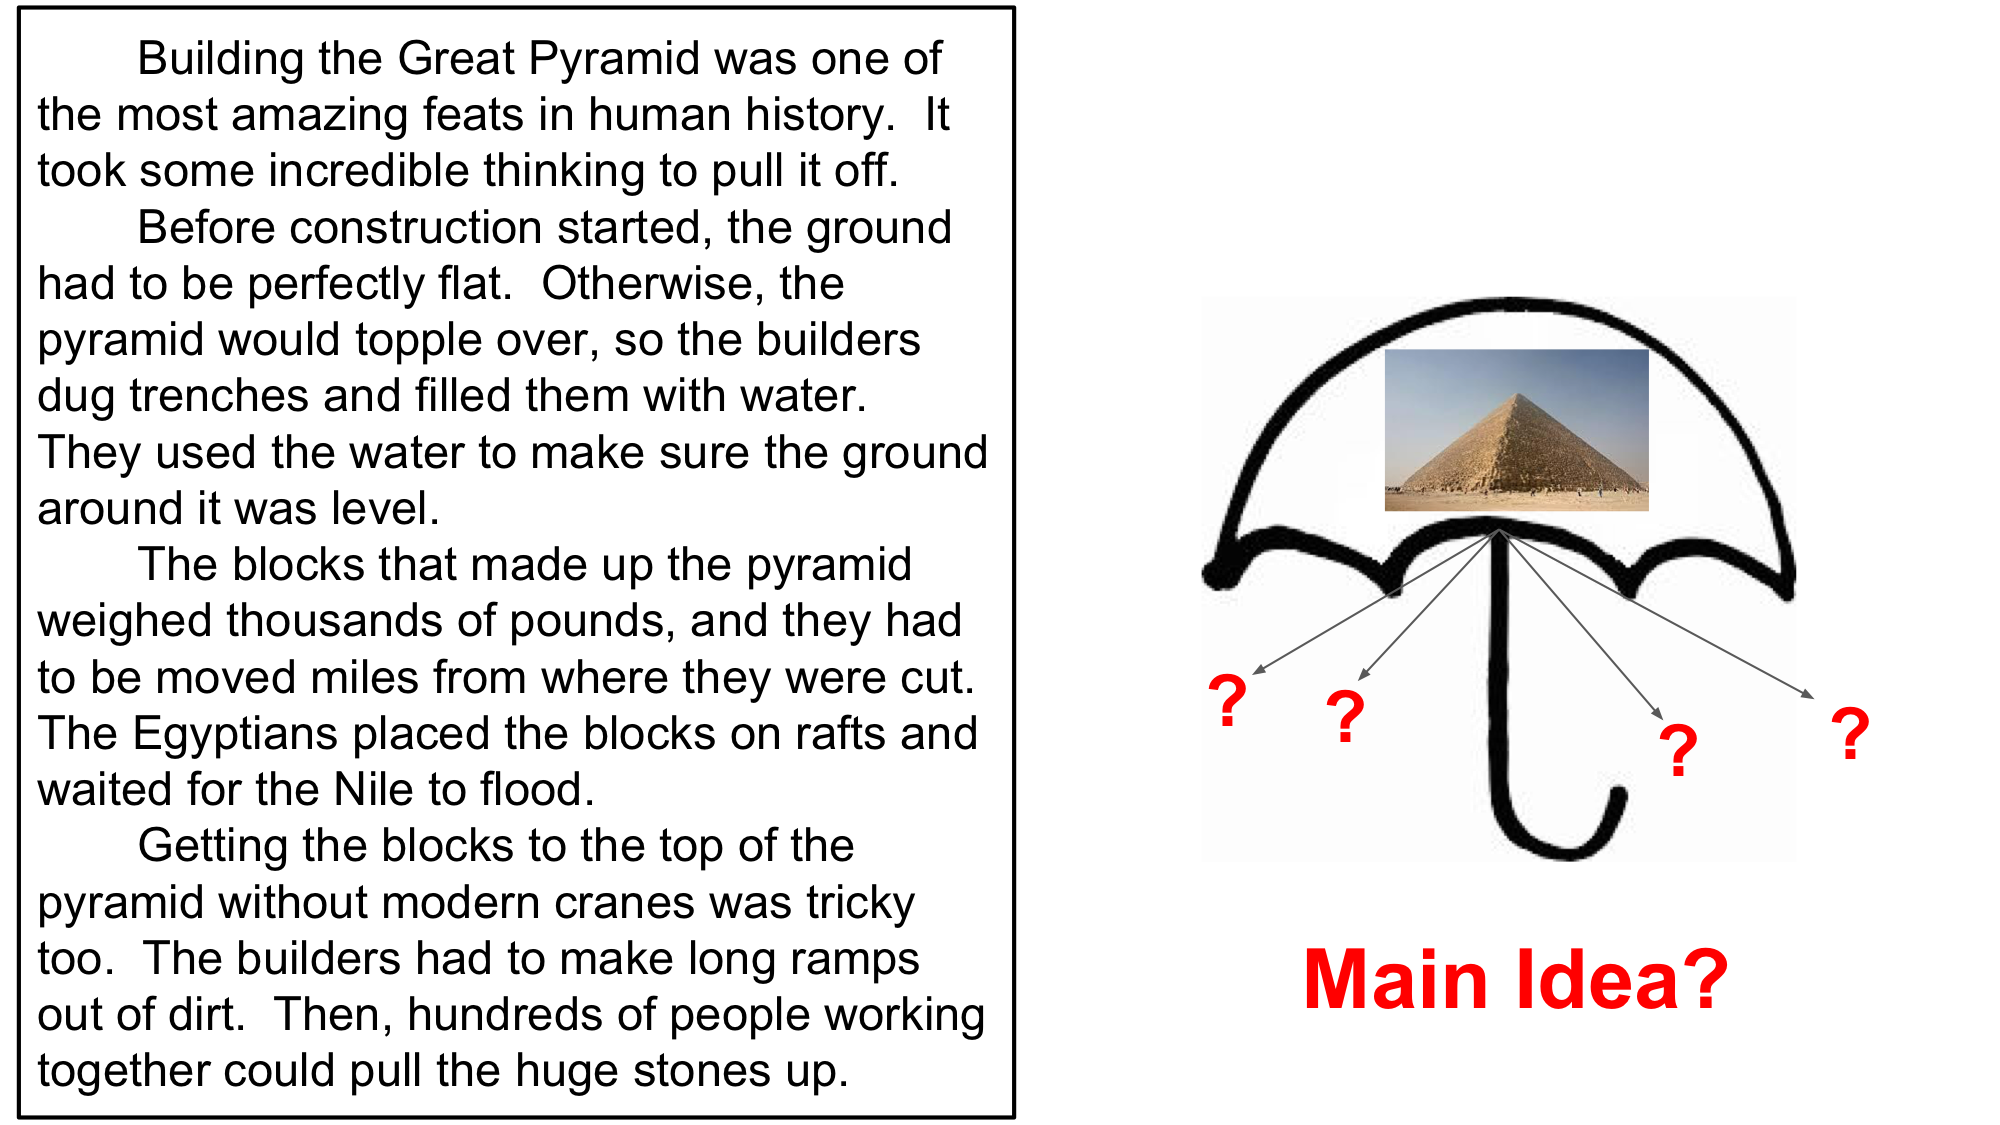 Building the Great Pyramid was one of
the most amazing feats in human history.  It
took some incredible thinking to pull it off.
Before construction started, the ground
had to be perfectly flat.  Otherwise, the
pyramid would topple over, so the builders
dug trenches and filled them with water.
They used the water to make sure the ground
around it was level.
The blocks that made up the pyramid
weighed thousands of pounds, and they had
to be moved miles from where they were cut.
The Egyptians placed the blocks on rafts and
waited for the Nile to flood.
Getting the blocks to the top of the
pyramid without modern cranes was tricky
too.  The builders had to make long ramps
out of dirt.  Then, hundreds of people working
together could pull the huge stones up.
?
?
?
?
Main Idea?